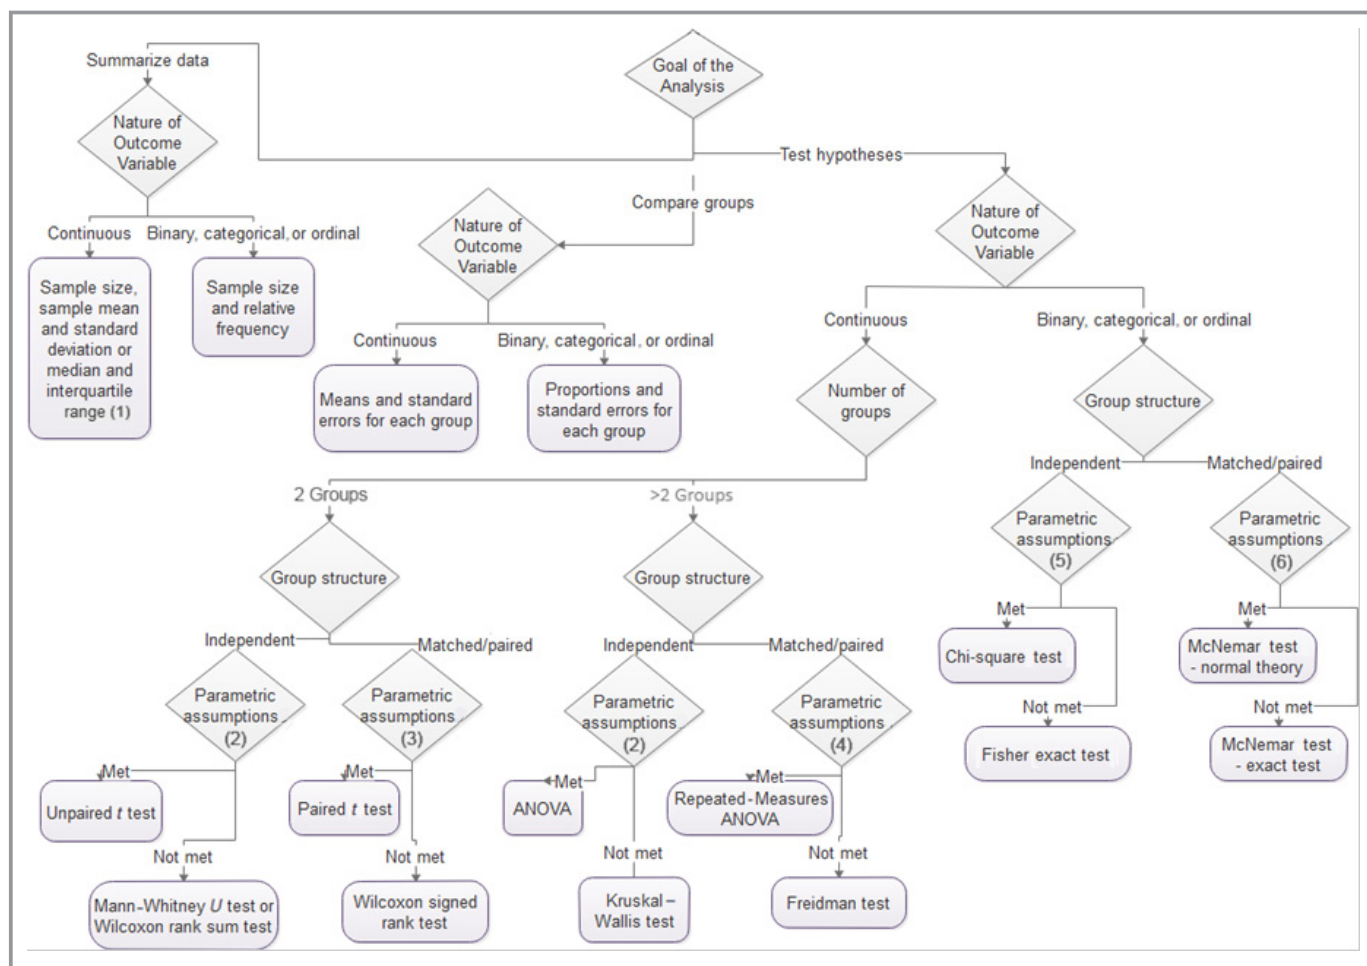 Goal of the
Analysis
Summarize data
Nature of
Outcome
Variable
Continuous
Binary, categorical, or ordinal
Sample size,
sample mean
and standard
deviation or
median and
interquartile
range (1)
Sample size
and relative
frequency
Compare groups
Nature of
Outcome
Variable
Continuous
Binary, categorical, or ordinal
Means and standard
errors for each group
Proportions and
standard errors for
each group
Test hypotheses
Nature of
Outcome
Variable
Continuous
Binary, categorical, or ordinal
Number of
groups
Group structure
2 Groups
>2 Groups
Group structure
Independent
Matched/paired
Parametric
assumptions
(2)
Parametric
assumptions
(3)
Met
Unpaired t test
Not met
Mann-Whitney U test or
Wilcoxon rank sum test
Met
Paired t test
Not met
Wilcoxon signed
rank test
Group structure
Independent
Matched/paired
Parametric
assumptions
(2)
Parametric
assumptions
(4)
Met
ANOVA
Not met
Kruskal–
Wallis test
Met
Repeated-Measures
ANOVA
Not met
Freidman test
Independent
Matched/paired
Parametric
assumptions
(5)
Parametric
assumptions
(6)
Met
Chi-square test
Not met
Fisher exact test
Met
McNemar test
- normal theory
Not met
McNemar test
- exact test